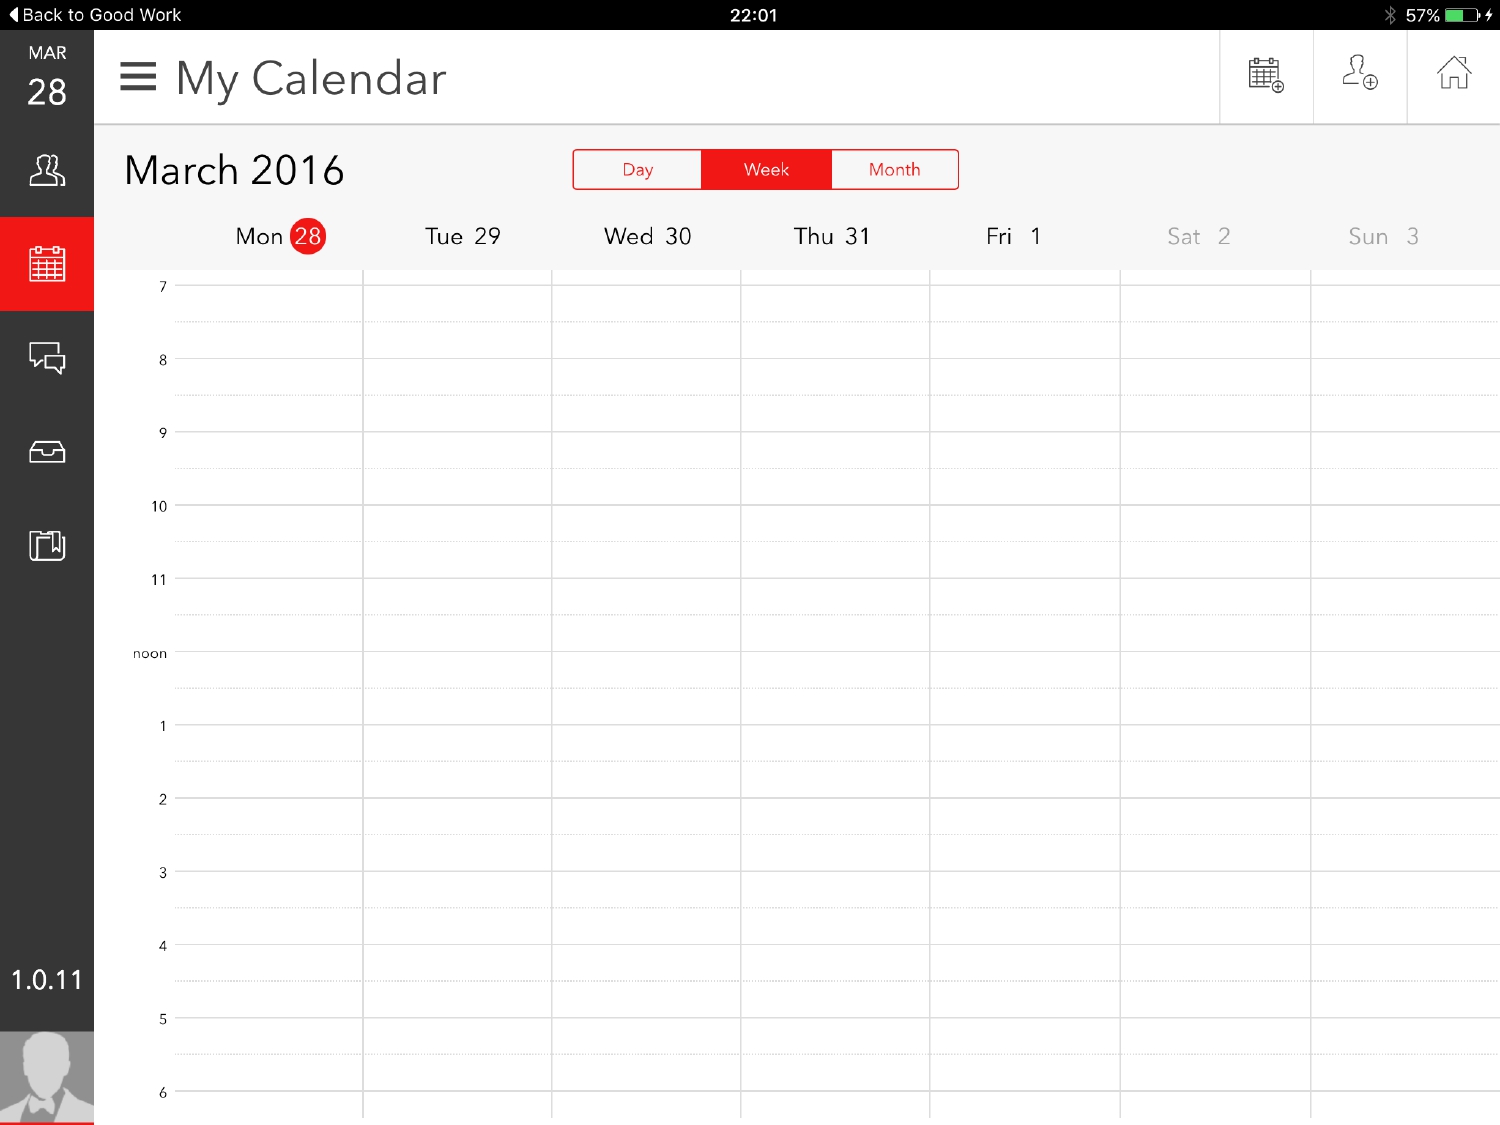 Back to Good Work
22:01
57%
MAR
28
My Calendar
March 2016
Day Week Month
Mon 28 Tue 29 Wed 30 Thu 31 Fri 1 Sat 2 Sun 3
7
8
9
10
11
noon
1
2
3
4
5
6
1.0.11